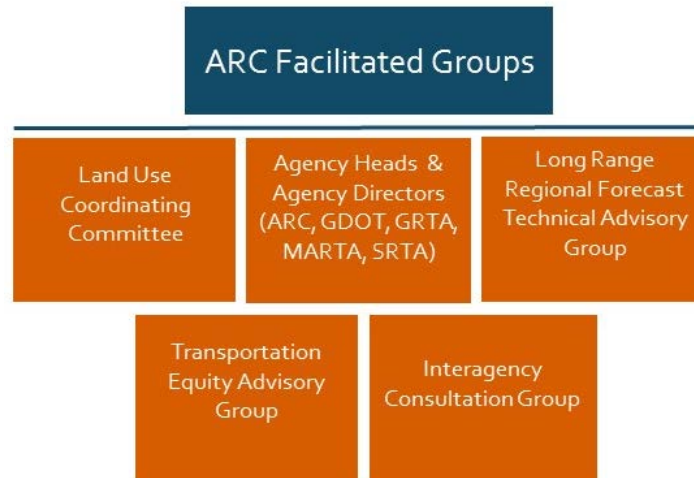 ARC Facilitated Groups
Land Use
Coordinating
Committee
Agency Heads &
Agency Directors
(ARC, GDOT, GRTA,
MARTA, SRTA)
Long Range
Regional Forecast
Technical Advisory
Group
Transportation
Equity Advisory
Group
Interagency
Consultation Group